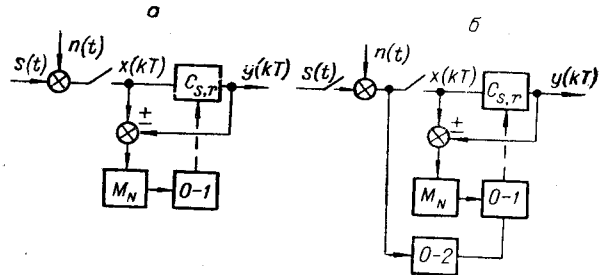 а
n(t)
s(t)
x(kT)
C_{s,r}
y(kT)
±
M_N
0-1
б
n(t)
s(t)
x(kT)
C_{s,r}
y(kT)
±
M_N
0-1
0-2